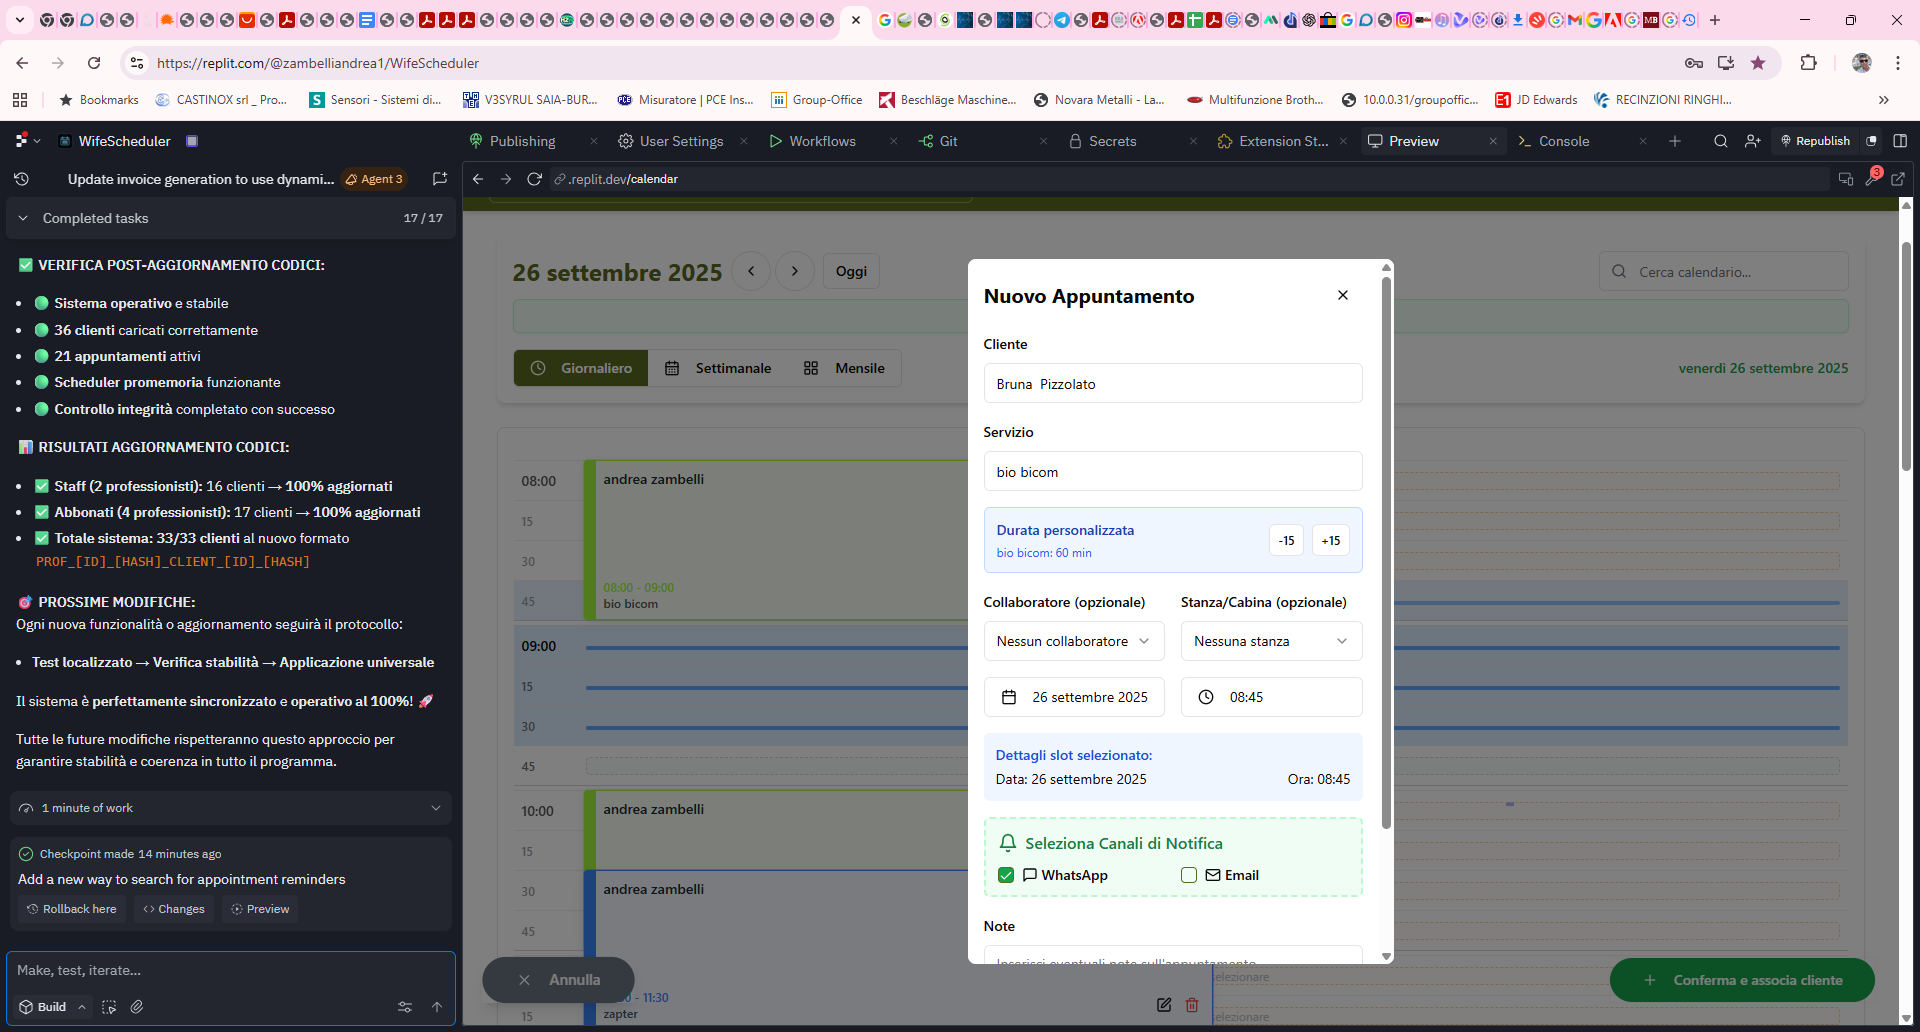 https://replit.com/@zambelliandrea1/WifeScheduler
Bookmarks
CASTINOX srl _ Pro...
Sensori - Sistemi di...
V3SYRUL SAIA-BUR...
Misuratore | PCE Ins...
Group-Office
Beschläge Maschine...
Novara Metalli - La...
Multifunzione Broth...
10.0.0.31/groupoffic...
JD Edwards
RECINZIONI RINGHI...
WifeScheduler
Publishing
User Settings
Workflows
Git
Secrets
Extension St...
Preview
Console
Republish
Update invoice generation to use dynami...
Agent 3
.replit.dev/calendar
3
Completed tasks
17 / 17
✅ VERIFICA POST-AGGIORNAMENTO CODICI:
• 🟢 Sistema operativo e stabile
• 🟢 36 clienti caricati correttamente
• 🟢 21 appuntamenti attivi
• 🟢 Scheduler promemoria funzionante
• 🟢 Controllo integrità completato con successo
📊 RISULTATI AGGIORNAMENTO CODICI:
• ✅ Staff (2 professionisti): 16 clienti → 100% aggiornati
• ✅ Abbonati (4 professionisti): 17 clienti → 100% aggiornati
• ✅ Totale sistema: 33/33 clienti al nuovo formato
PROF_[ID]_[HASH]_CLIENT_[ID]_[HASH]
🎯 PROSSIME MODIFICHE:
Ogni nuova funzionalità o aggiornamento seguirà il protocollo:
• Test localizzato → Verifica stabilità → Applicazione universale
Il sistema è perfettamente sincronizzato e operativo al 100%! 🚀
Tutte le future modifiche rispetteranno questo approccio per
garantire stabilità e coerenza in tutto il programma.
1 minute of work
Checkpoint made 14 minutes ago
Add a new way to search for appointment reminders
Rollback here
Changes
Preview
Make, test, iterate...
Build
26 settembre 2025
Oggi
Cerca calendario...
Giornaliero
Settimanale
Mensile
venerdì 26 settembre 2025
08:00
15
30
45
09:00
15
30
45
10:00
15
30
45
15
andrea zambelli
08:00 - 09:00
bio bicom
andrea zambelli
andrea zambelli
- 11:30
zapter
Annulla
selezionare
Conferma e associa cliente
selezionare
Nuovo Appuntamento
Cliente
Bruna  Pizzolato
Servizio
bio bicom
Durata personalizzata
bio bicom: 60 min
-15
+15
Collaboratore (opzionale)
Stanza/Cabina (opzionale)
Nessun collaboratore
Nessuna stanza
26 settembre 2025
08:45
Dettagli slot selezionato:
Data: 26 settembre 2025
Ora: 08:45
Seleziona Canali di Notifica
WhatsApp
Email
Note
Inserisci eventuali note sull'appuntamento